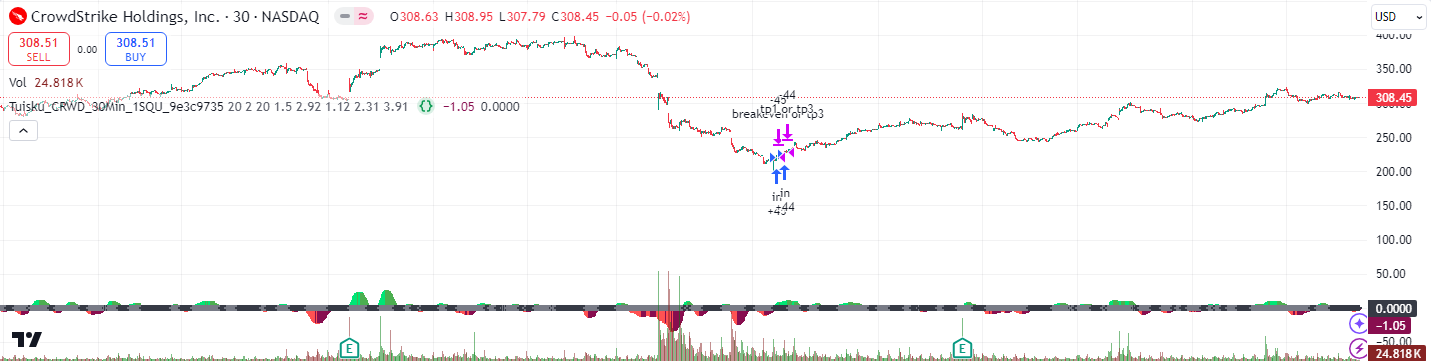 CrowdStrike Holdings, Inc. · 30 · NASDAQ O308.63 H308.95 L307.79 C308.45 −0.05 (−0.02%)
USD
308.51 SELL
0.00
308.51 BUY
400.00
Vol 24.818K
350.00
Tuisku_CRWD_30Min_1SQU_9e3c9735 20 2 20 1.5 2.92 1.12 2.31 3.91 {} −1.05 0.0000
308.45
-44
tp1 or tp3
breakeven or tp3
250.00
200.00
in
in
+44
150.00
100.00
50.00
0.0000
−1.05
−50.00
24.818K
E
E